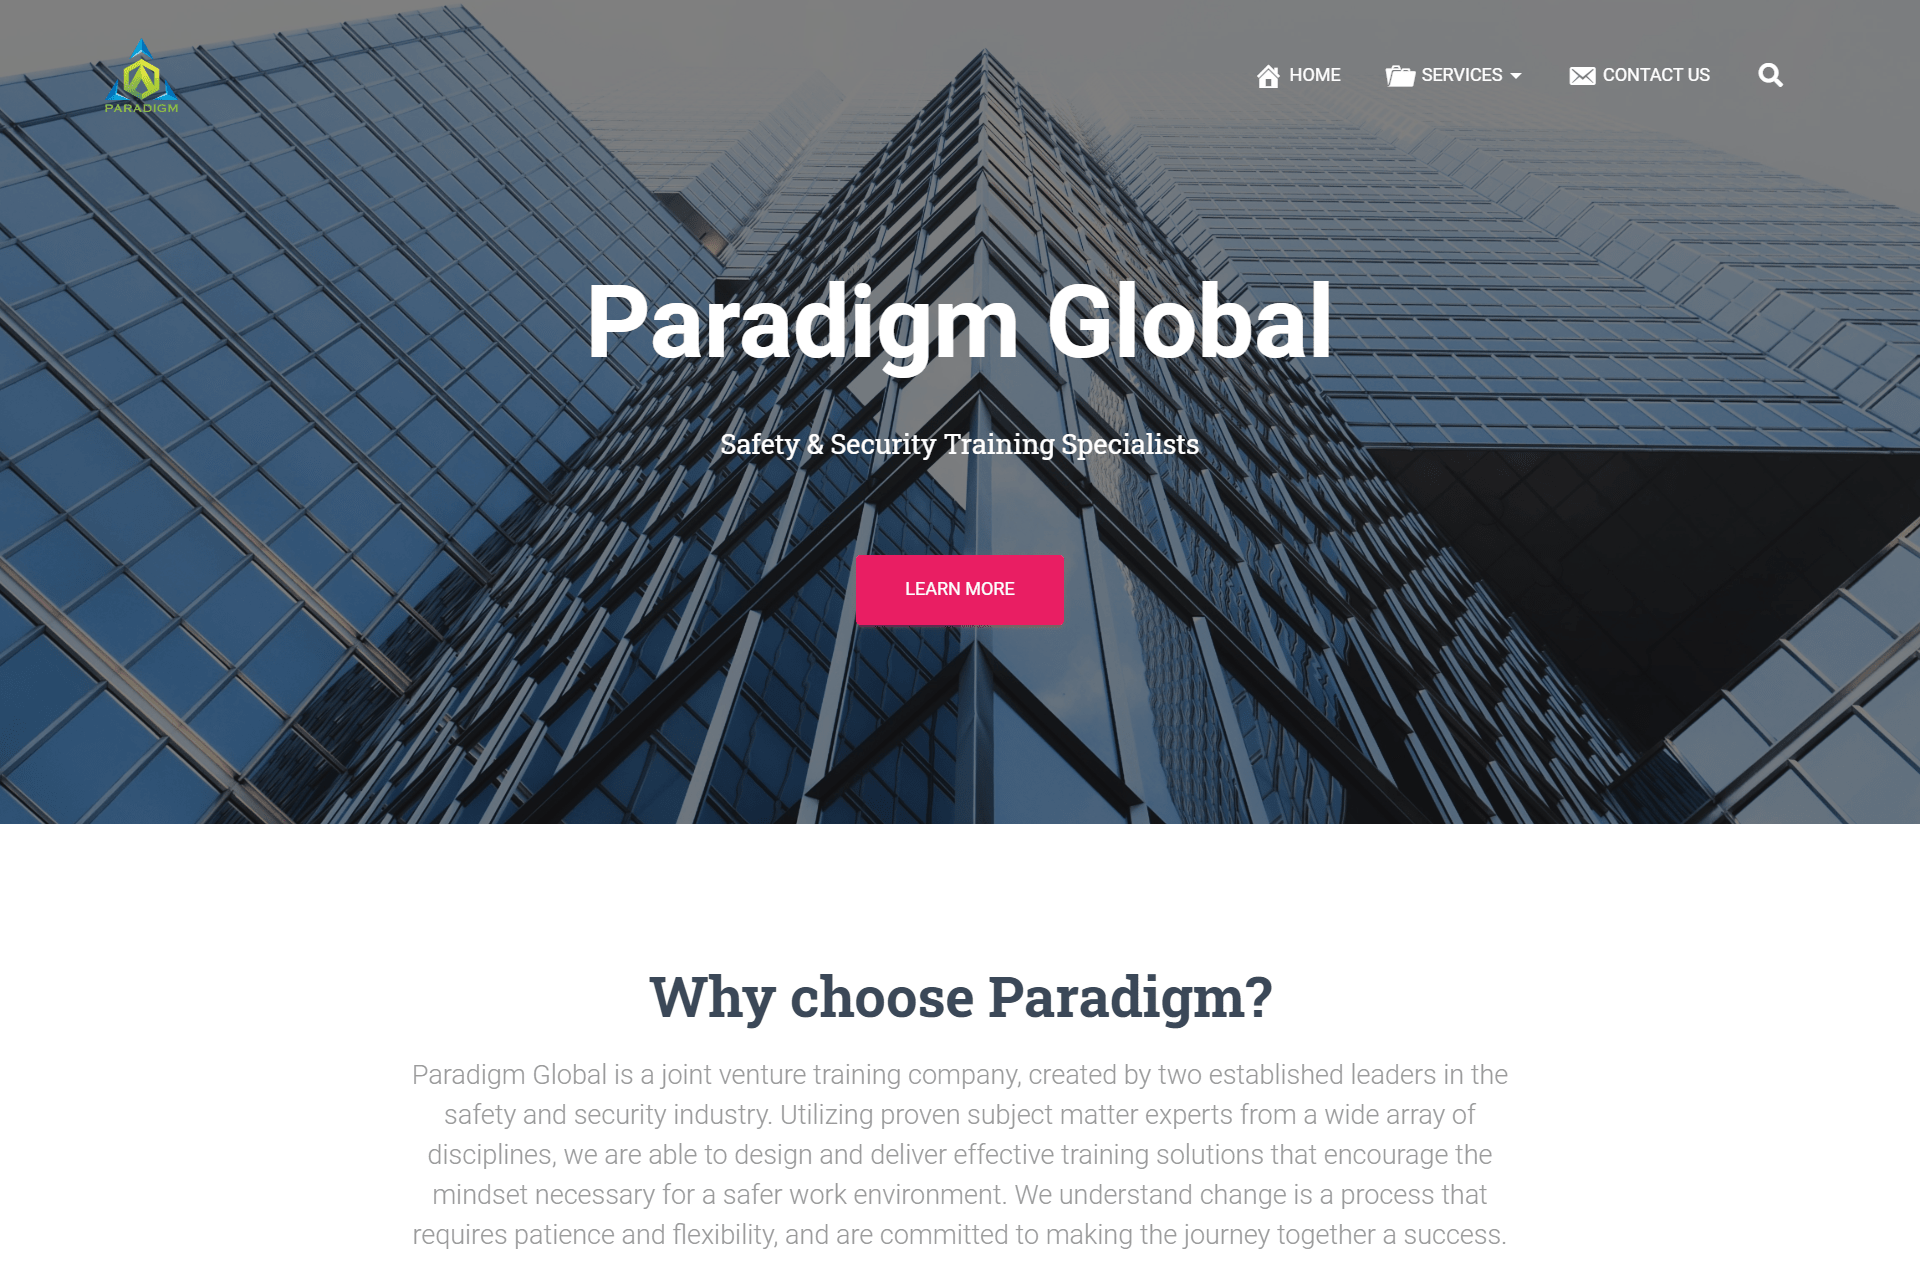 PARADIGM
HOME
SERVICES
CONTACT US
Paradigm Global
Safety & Security Training Specialists
LEARN MORE
Why choose Paradigm?
Paradigm Global is a joint venture training company, created by two established leaders in the
safety and security industry. Utilizing proven subject matter experts from a wide array of
disciplines, we are able to design and deliver effective training solutions that encourage the
mindset necessary for a safer work environment. We understand change is a process that
requires patience and flexibility, and are committed to making the journey together a success.